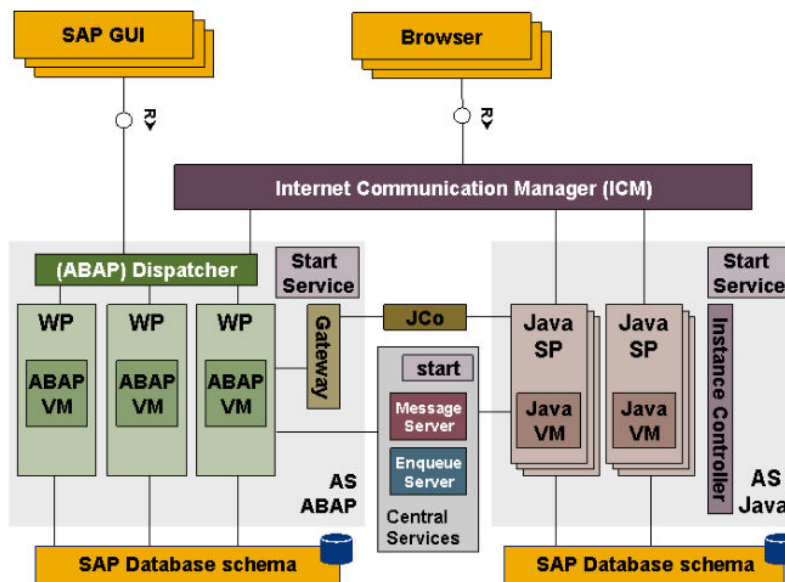 SAP GUI
Browser
R
R
Internet Communication Manager (ICM)
(ABAP) Dispatcher
Start
Service
Start
Service
WP
WP
WP
Gateway
JCo
Java
SP
Java
SP
Instance Controller
ABAP
VM
ABAP
VM
ABAP
VM
start
Message
Server
Enqueue
Server
Central
Services
Java
VM
Java
VM
AS
ABAP
AS
Java
SAP Database schema
SAP Database schema